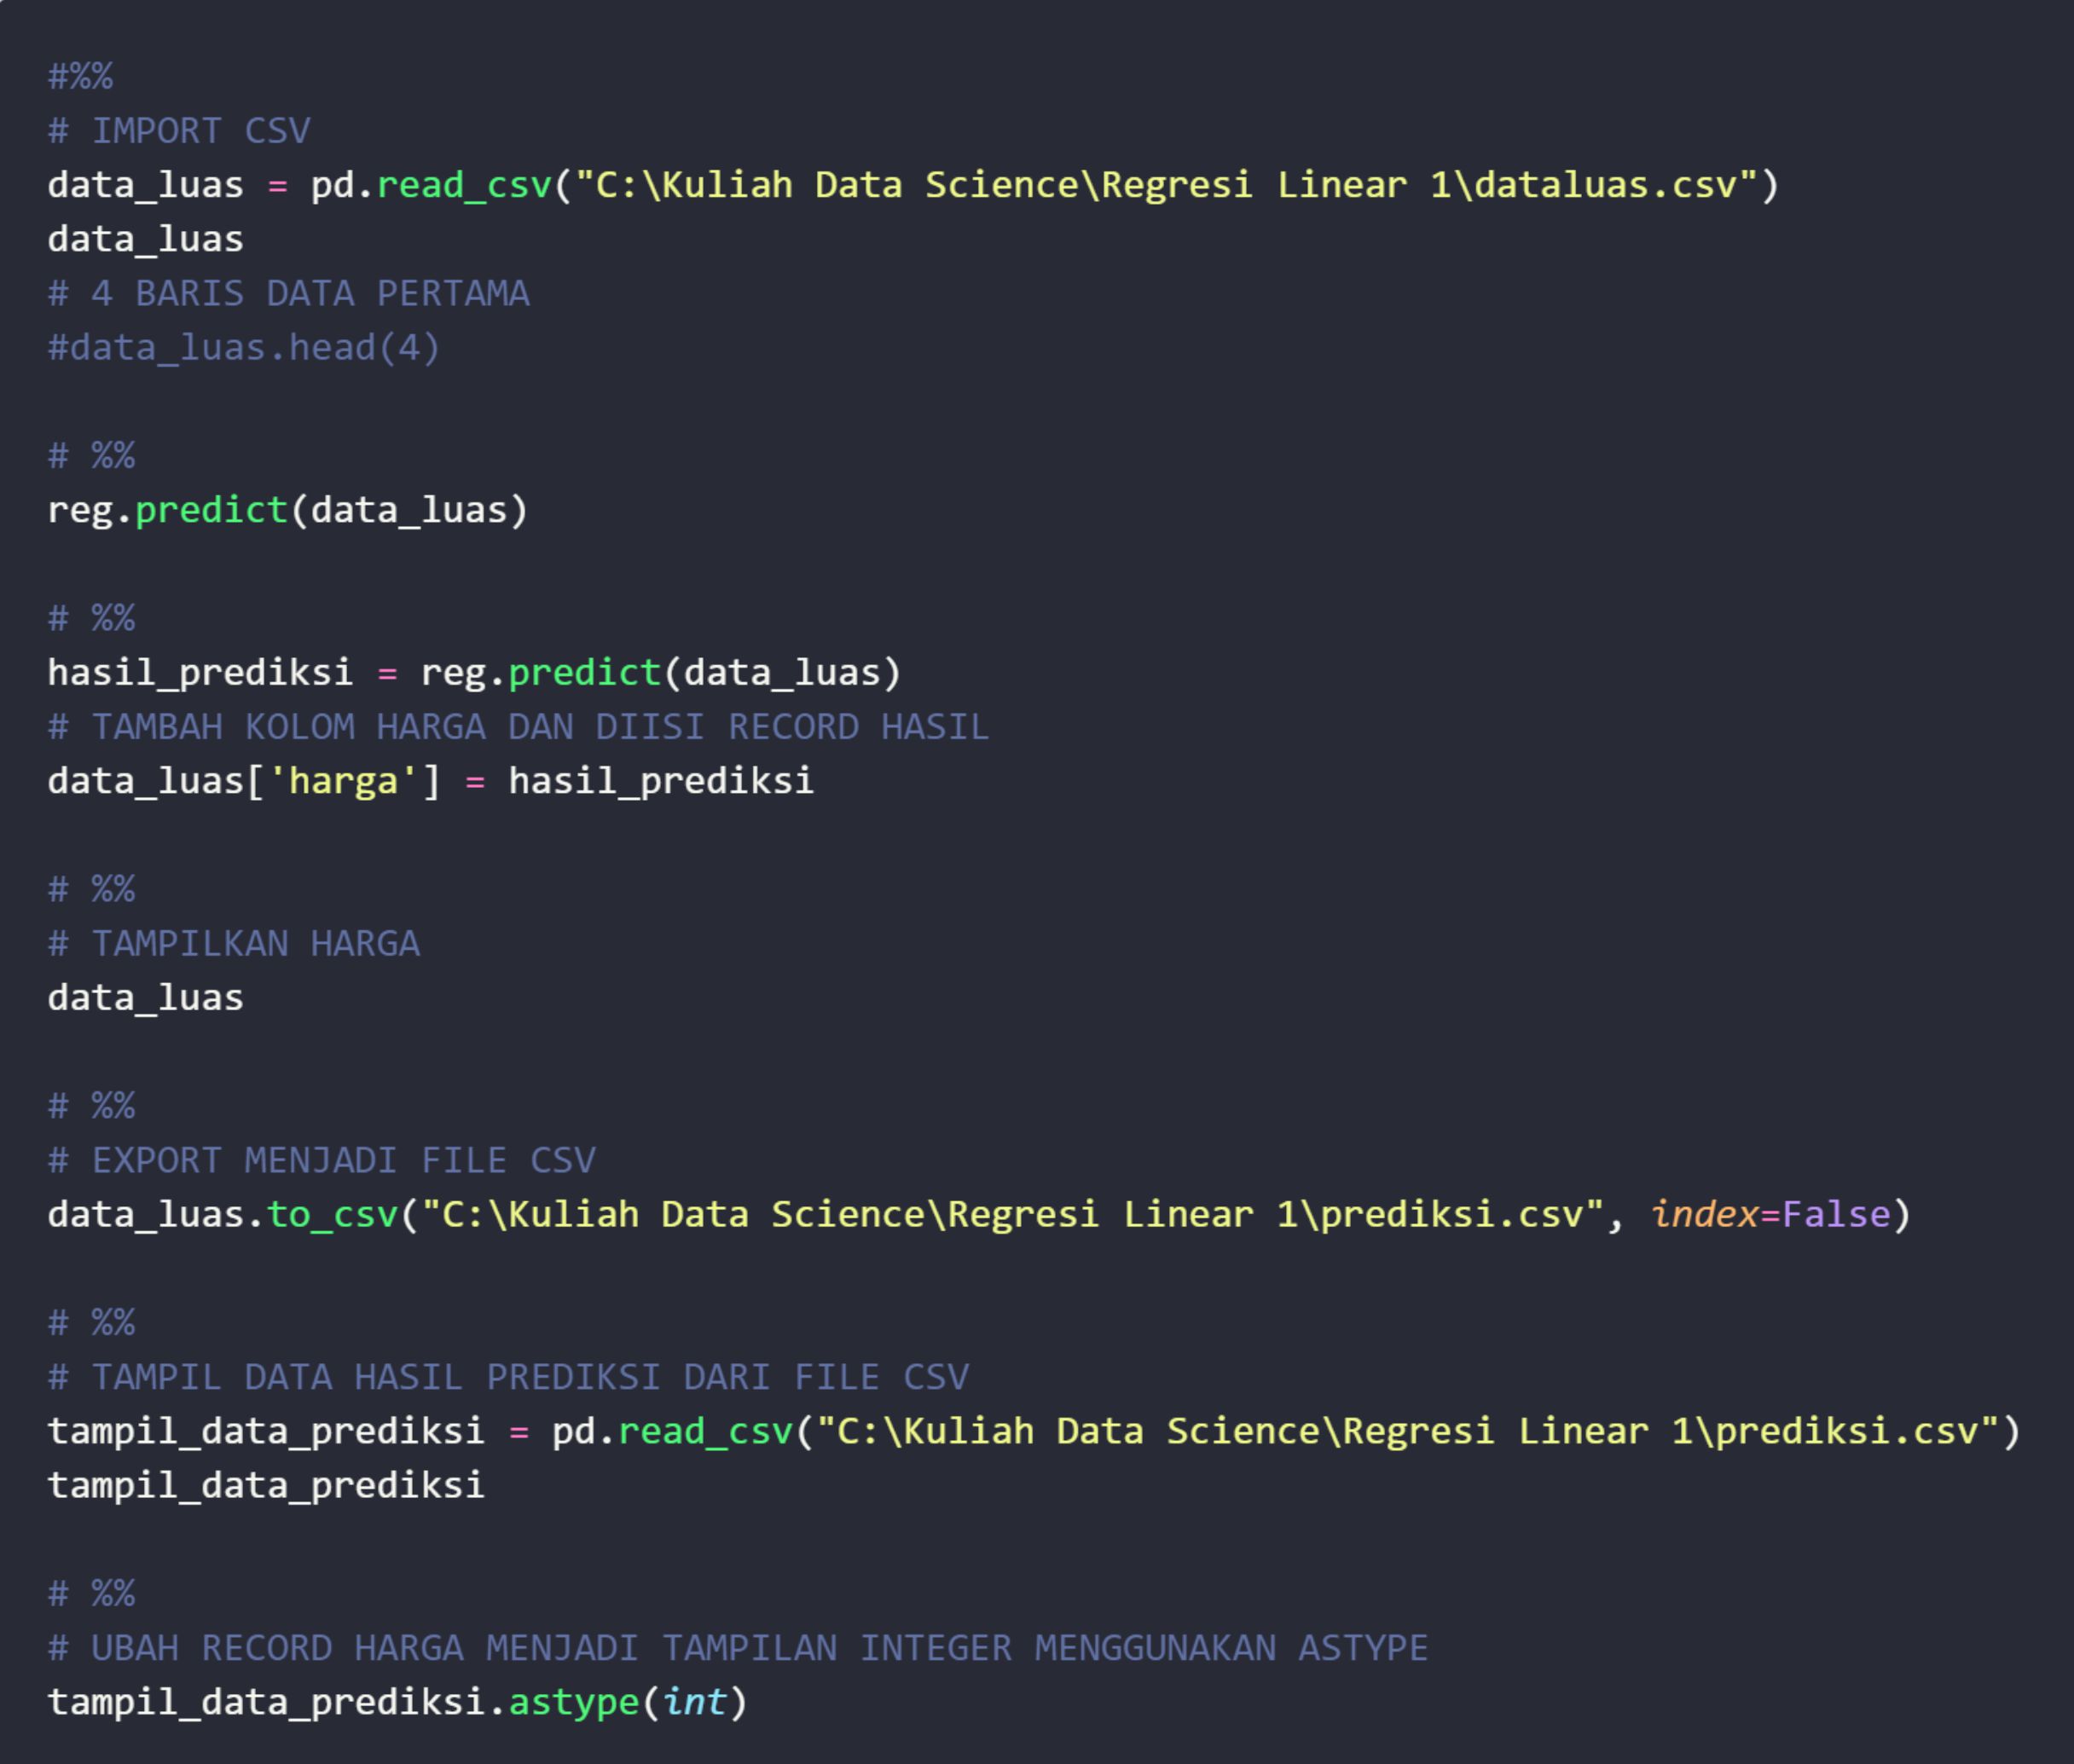 #%%
# IMPORT CSV
data_luas = pd.read_csv("C:\Kuliah Data Science\Regresi Linear 1\dataluas.csv")
data_luas
# 4 BARIS DATA PERTAMA
#data_luas.head(4)
# %%
reg.predict(data_luas)
# %%
hasil_prediksi = reg.predict(data_luas)
# TAMBAH KOLOM HARGA DAN DIISI RECORD HASIL
data_luas['harga'] = hasil_prediksi
# %%
# TAMPILKAN HARGA
data_luas
# %%
# EXPORT MENJADI FILE CSV
data_luas.to_csv("C:\Kuliah Data Science\Regresi Linear 1\prediksi.csv", index=False)
# %%
# TAMPIL DATA HASIL PREDIKSI DARI FILE CSV
tampil_data_prediksi = pd.read_csv("C:\Kuliah Data Science\Regresi Linear 1\prediksi.csv")
tampil_data_prediksi
# %%
# UBAH RECORD HARGA MENJADI TAMPILAN INTEGER MENGGUNAKAN ASTYPE
tampil_data_prediksi.astype(int)